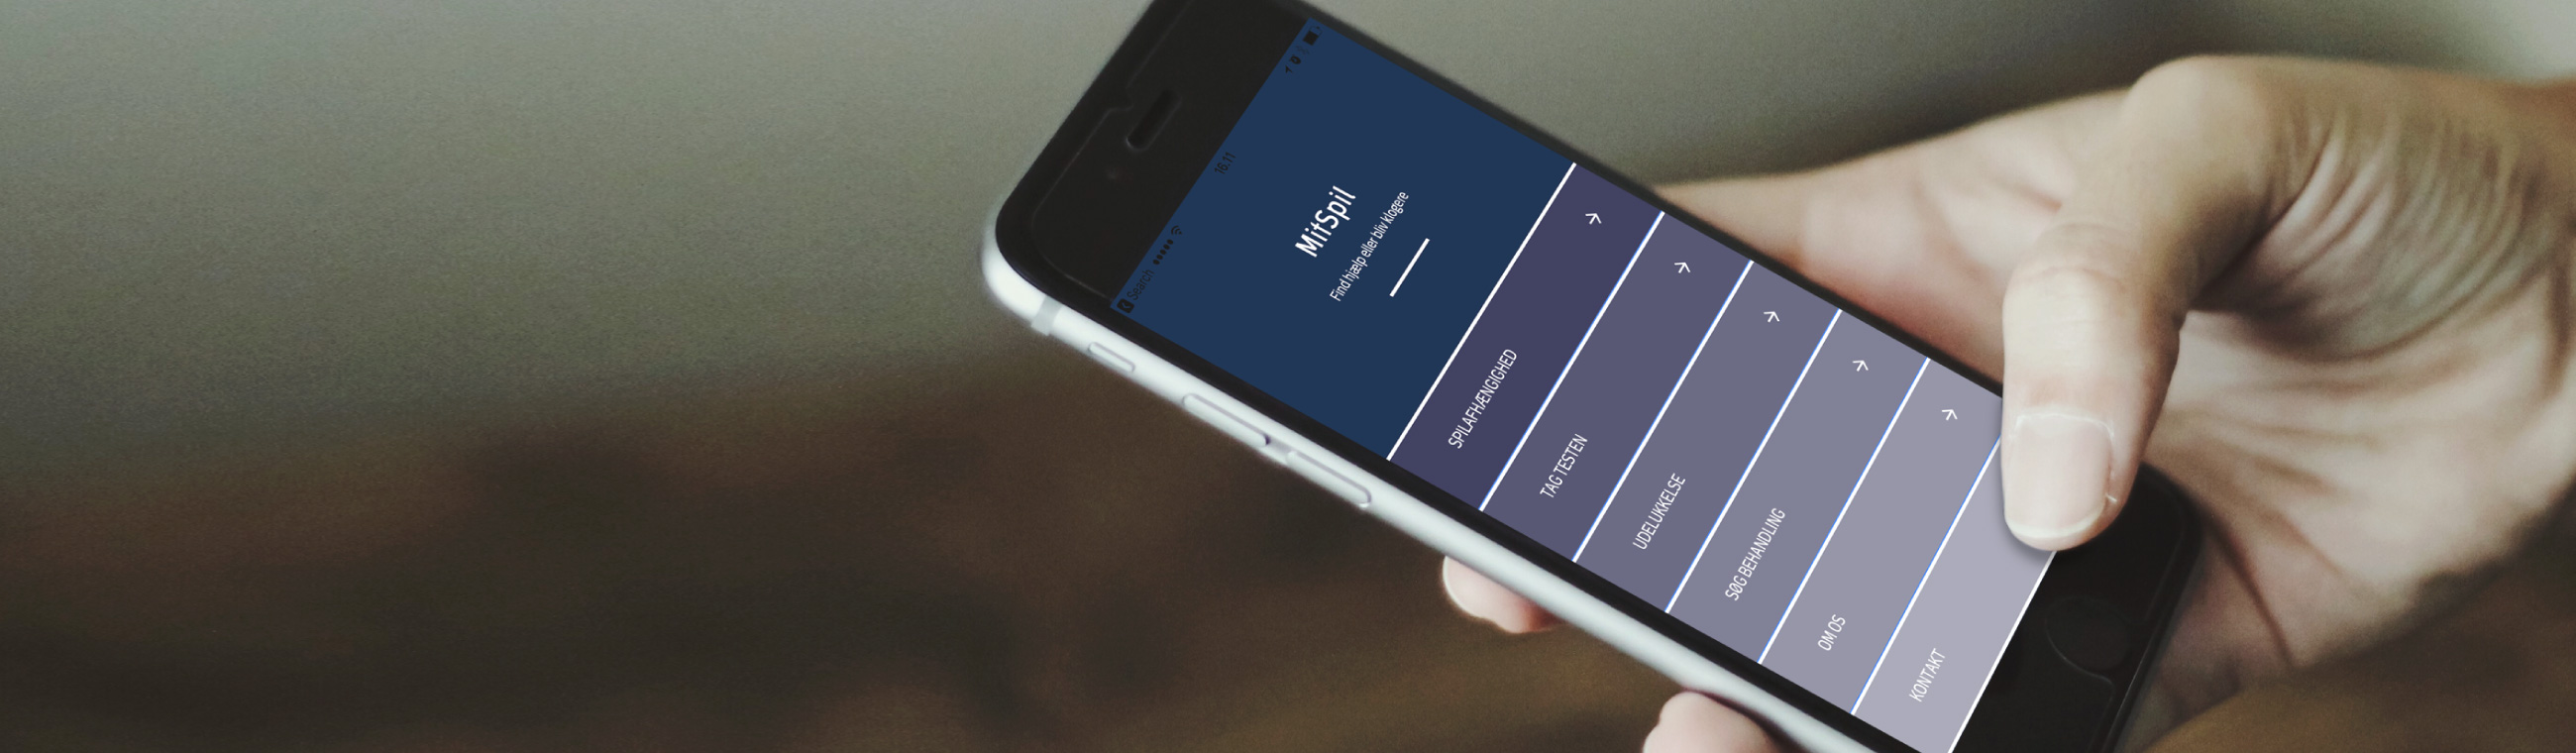 Search
16.11
MitSpil
Find hjælp eller bliv klogere
SPILAFHÆNGIGHED
TAG TESTEN
UDELUKKELSE
SØG BEHANDLING
OM OS
KONTAKT